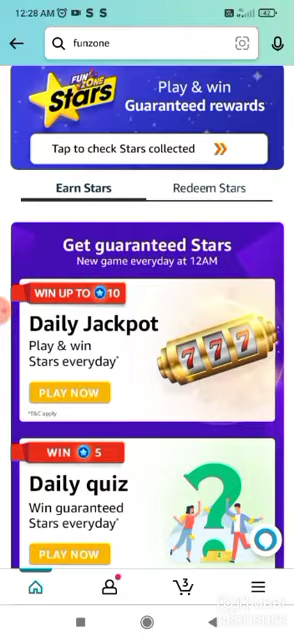 12:28 AM
42
funzone
FUN ZONE
Stars
Play & win
Guaranteed rewards
Tap to check Stars collected
Earn Stars
Redeem Stars
Get guaranteed Stars
New game everyday at 12AM
WIN UP TO 10
Daily Jackpot
Play & win
Stars everyday*
777
PLAY NOW
*T&C apply
WIN 5
Daily quiz
Win guaranteed
Stars everyday*
PLAY NOW
3